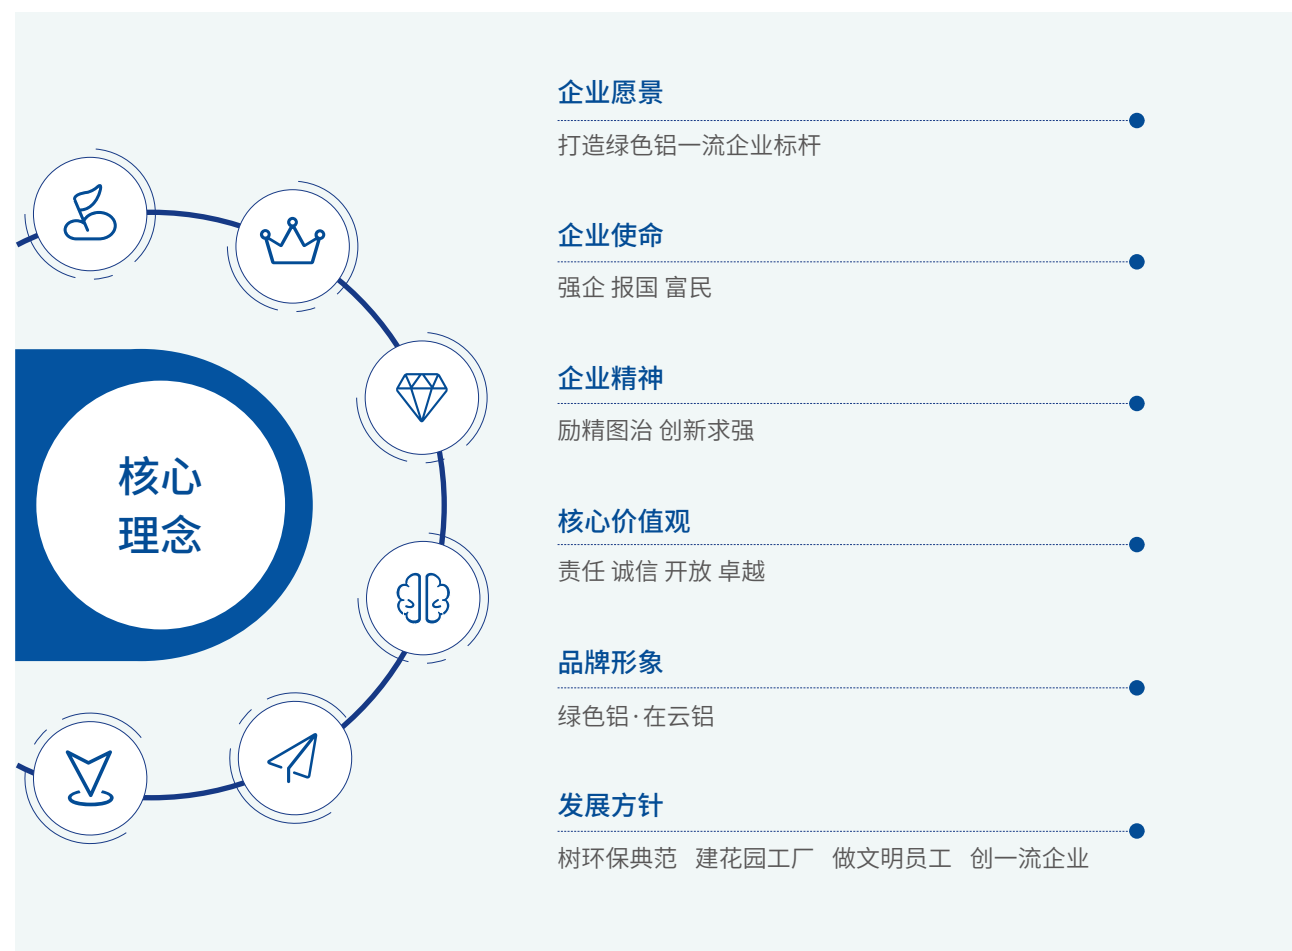 核心
理念
企业愿景
打造绿色铝一流企业标杆
企业使命
强企 报国 富民
企业精神
励精图治 创新求强
核心价值观
责任 诚信 开放 卓越
品牌形象
绿色铝·在云铝
发展方针
树环保典范 建花园工厂 做文明员工 创一流企业